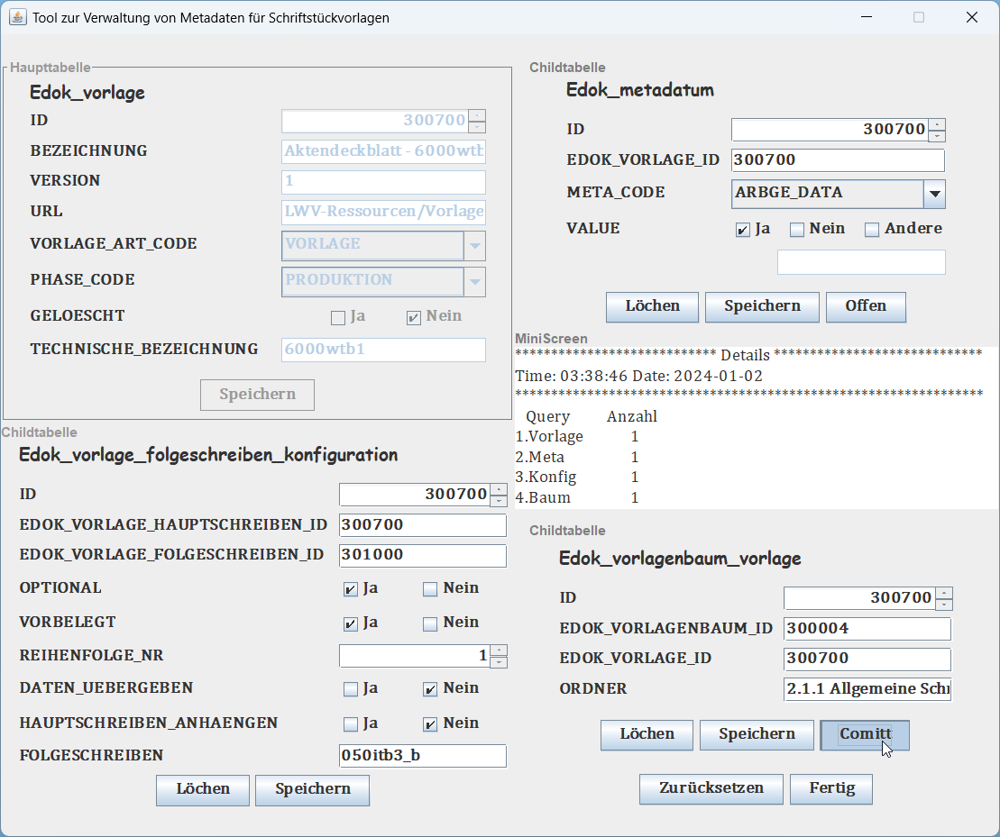 Tool zur Verwaltung von Metadaten für Schriftstückvorlagen
Haupttabelle
Edok_vorlage
ID 300700
BEZEICHNUNG Aktendeckblatt - 6000wtb
VERSION 1
URL LWV-Ressourcen/Vorlage
VORLAGE_ART_CODE VORLAGE
PHASE_CODE PRODUKTION
GELOESCHT Ja Nein
TECHNISCHE_BEZEICHNUNG 6000wtb1
Speichern
Childtabelle
Edok_vorlage_folgeschreiben_konfiguration
ID 300700
EDOK_VORLAGE_HAUPTSCHREIBEN_ID 300700
EDOK_VORLAGE_FOLGESCHREIBEN_ID 301000
OPTIONAL Ja Nein
VORBELEGT Ja Nein
REIHENFOLGE_NR 1
DATEN_UEBERGEBEN Ja Nein
HAUPTSCHREIBEN_ANHAENGEN Ja Nein
FOLGESCHREIBEN 050itb3_b
Löchen Speichern
Childtabelle
Edok_metadatum
ID 300700
EDOK_VORLAGE_ID 300700
META_CODE ARBGE_DATA
VALUE Ja Nein Andere
Löchen Speichern Offen
MiniScreen
*************************** Details ****************************
Time: 03:38:46 Date: 2024-01-02
***************************************************************
Query Anzahl
1.Vorlage 1
2.Meta 1
3.Konfig 1
4.Baum 1
Childtabelle
Edok_vorlagenbaum_vorlage
ID 300700
EDOK_VORLAGENBAUM_ID 300004
EDOK_VORLAGE_ID 300700
ORDNER 2.1.1 Allgemeine Schr
Löchen Speichern Comitt
Zurücksetzen Fertig